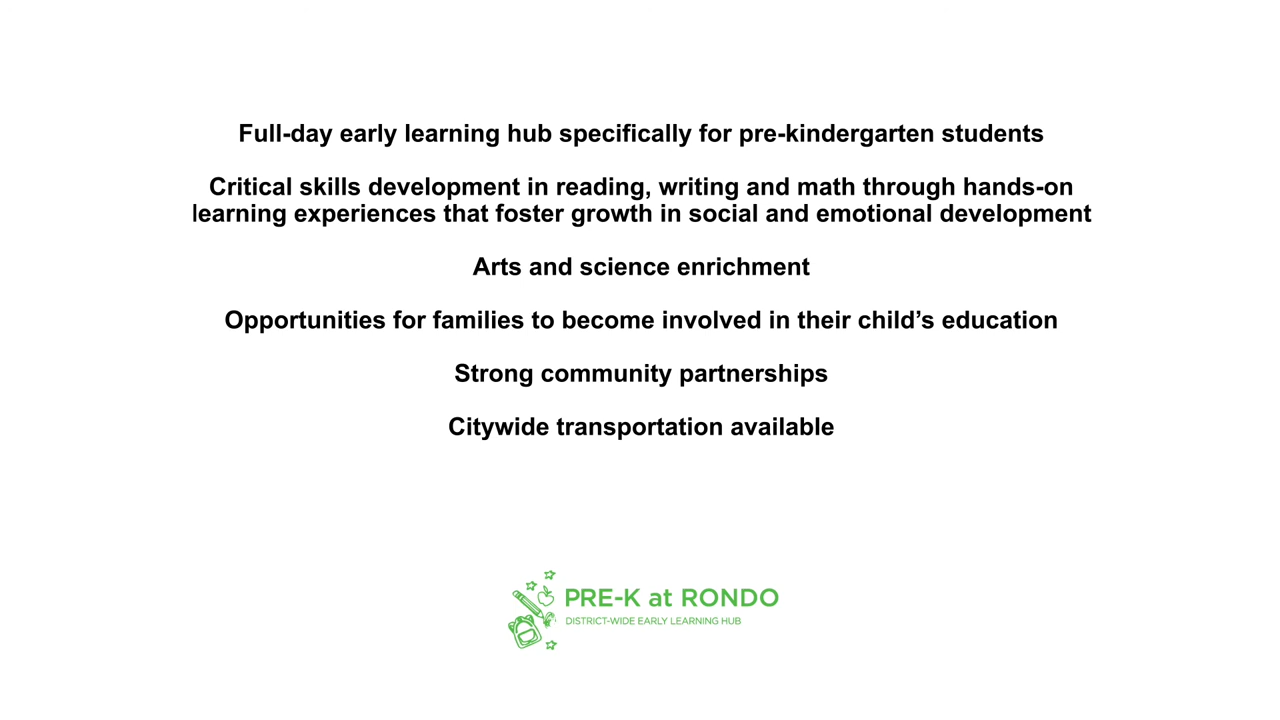 Full-day early learning hub specifically for pre-kindergarten students
Critical skills development in reading, writing and math through hands-on
learning experiences that foster growth in social and emotional development
Arts and science enrichment
Opportunities for families to become involved in their child’s education
Strong community partnerships
Citywide transportation available
PRE-K at RONDO
DISTRICT-WIDE EARLY LEARNING HUB